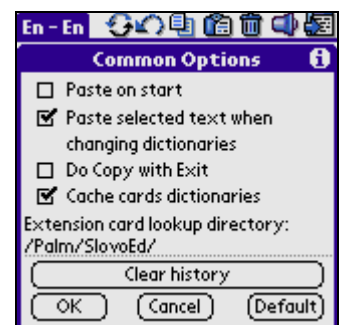 En - En
Common Options
Paste on start
Paste selected text when
changing dictionaries
Do Copy with Exit
Cache cards dictionaries
Extension card lookup directory:
/Palm/SlovoEd/
Clear history
OK Cancel Default